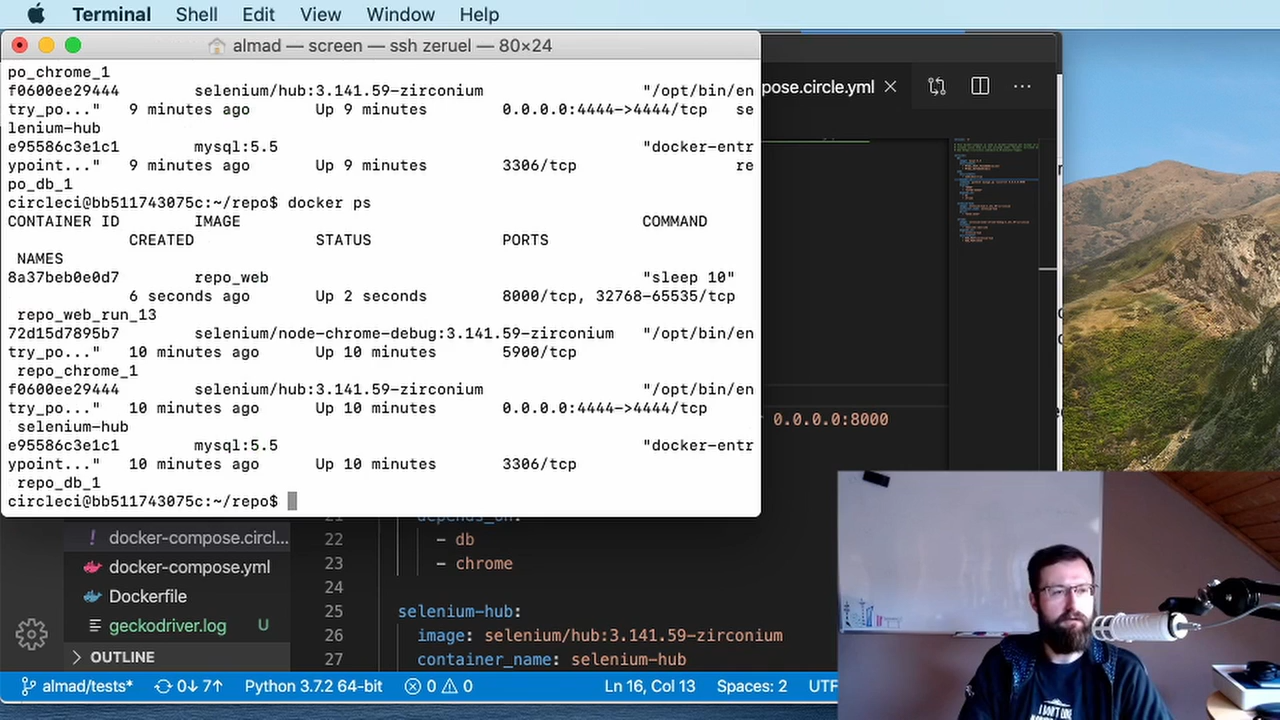 Terminal Shell Edit View Window Help
almad — screen — ssh zeruel — 80×24
po_chrome_1
f0600ee29444 selenium/hub:3.141.59-zirconium "/opt/bin/en
try_po..." 9 minutes ago Up 9 minutes 0.0.0.0:4444->4444/tcp se
lenium-hub
e95586c3e1c1 mysql:5.5 "docker-entr
ypoint..." 9 minutes ago Up 9 minutes 3306/tcp re
po_db_1
circleci@bb511743075c:~/repo$ docker ps
CONTAINER ID IMAGE COMMAND
CREATED STATUS PORTS
NAMES
8a37beb0e0d7 repo_web "sleep 10"
6 seconds ago Up 2 seconds 8000/tcp, 32768-65535/tcp
repo_web_run_13
72d15d7895b7 selenium/node-chrome-debug:3.141.59-zirconium "/opt/bin/en
try_po..." 10 minutes ago Up 10 minutes 5900/tcp
repo_chrome_1
f0600ee29444 selenium/hub:3.141.59-zirconium "/opt/bin/en
try_po..." 10 minutes ago Up 10 minutes 0.0.0.0:4444->4444/tcp
selenium-hub
e95586c3e1c1 mysql:5.5 "docker-entr
ypoint..." 10 minutes ago Up 10 minutes 3306/tcp
repo_db_1
circleci@bb511743075c:~/repo$
pose.circle.yml
0.0.0.0:8000
docker-compose.circl...
docker-compose.yml
Dockerfile
geckodriver.log U
OUTLINE
21 depends_on:
22 - db
23 - chrome
24
25 selenium-hub:
26 image: selenium/hub:3.141.59-zirconium
27 container_name: selenium-hub
almad/tests* 0↓ 7↑ Python 3.7.2 64-bit 0 0 Ln 16, Col 13 Spaces: 2 UTF